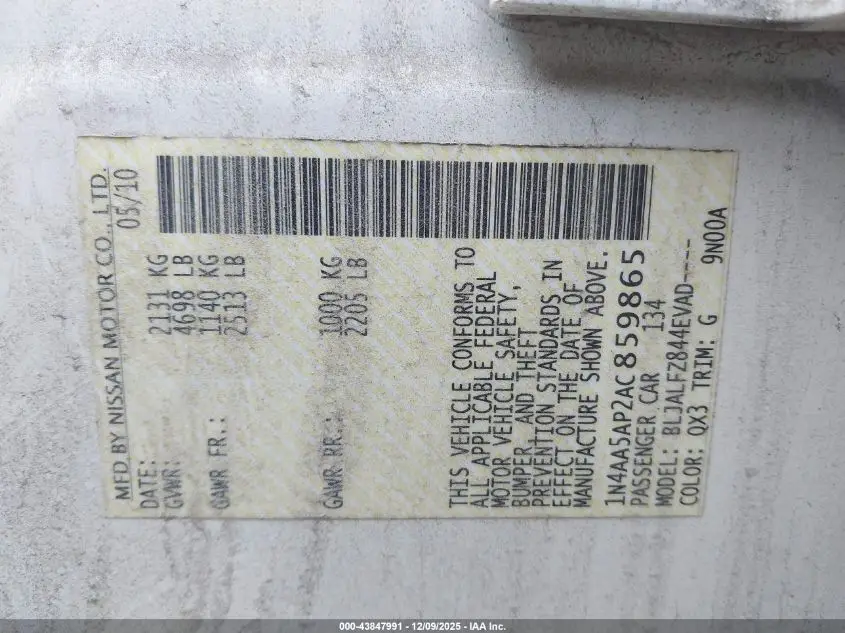 MFD BY NISSAN MOTOR CO., LTD.
DATE: 05/10
GVWR: 2131 KG
4698 LB
GAWR FR.: 1140 KG
2513 LB
GAWR RR.: 1000 KG
2205 LB
THIS VEHICLE CONFORMS TO
ALL APPLICABLE FEDERAL
MOTOR VEHICLE SAFETY,
BUMPER, AND THEFT
PREVENTION STANDARDS IN
EFFECT ON THE DATE OF
MANUFACTURE SHOWN ABOVE.
1N4AA5AP2AC859865
PASSENGER CAR 134
MODEL: BLJALFZ844EVAD----
COLOR: QX3 TRIM: G 9N00A
000-43847991 - 12/09/2025 - IAA Inc.